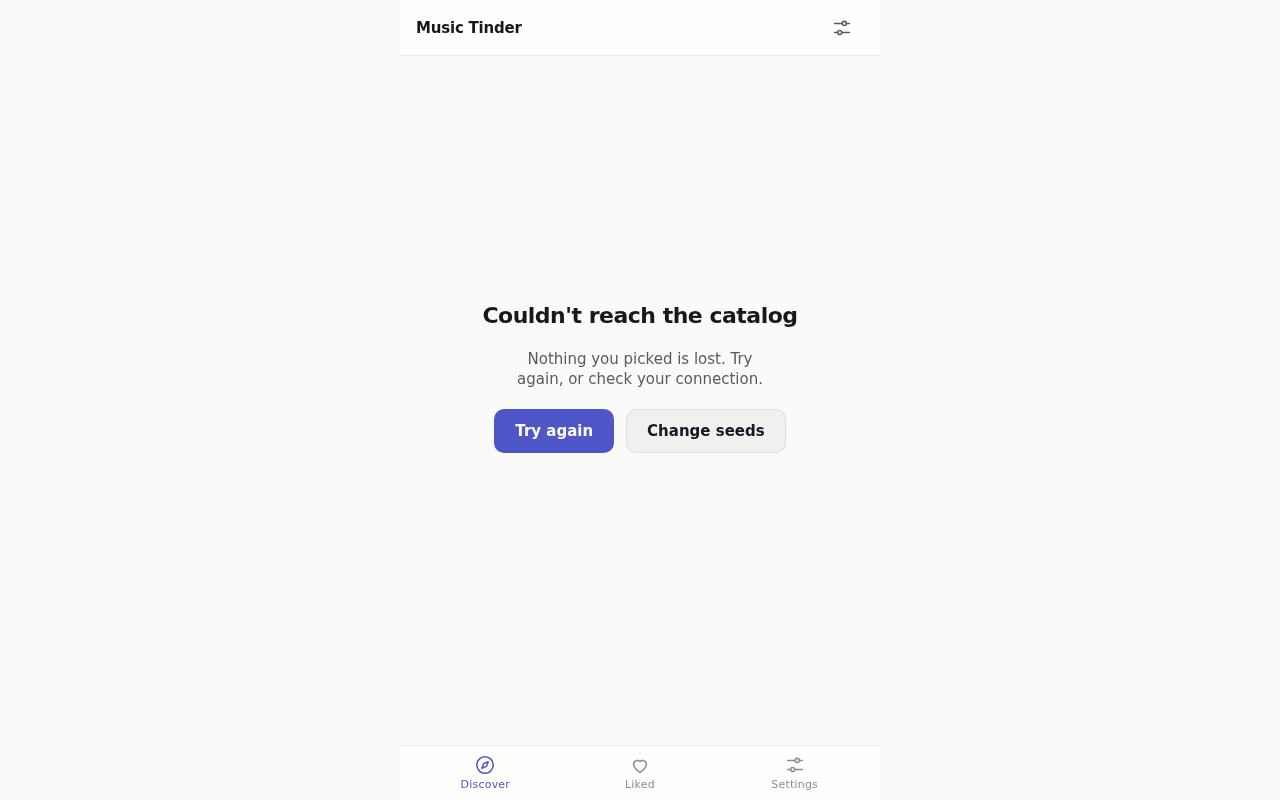 Music Tinder
Couldn't reach the catalog
Nothing you picked is lost. Try
again, or check your connection.
Try again
Change seeds
Discover
Liked
Settings